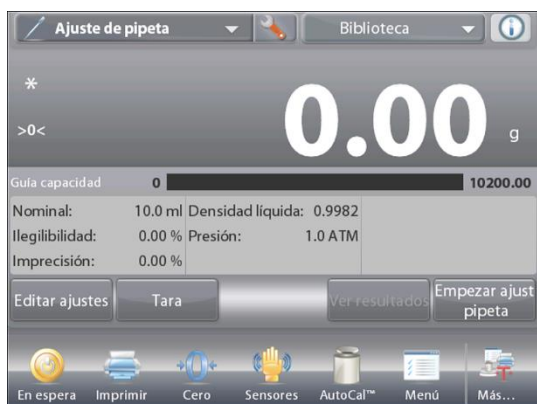 Ajuste de pipeta
Biblioteca
*
>0<
0.00 g
Guía capacidad 0 10200.00
Nominal: 10.0 ml Densidad líquida: 0.9982
Ilegibilidad: 0.00 % Presión: 1.0 ATM
Imprecisión: 0.00 %
Editar ajustes
Tara
Ver resultados
Empezar ajust
pipeta
En espera Imprimir Cero Sensores AutoCal™ Menú Más...